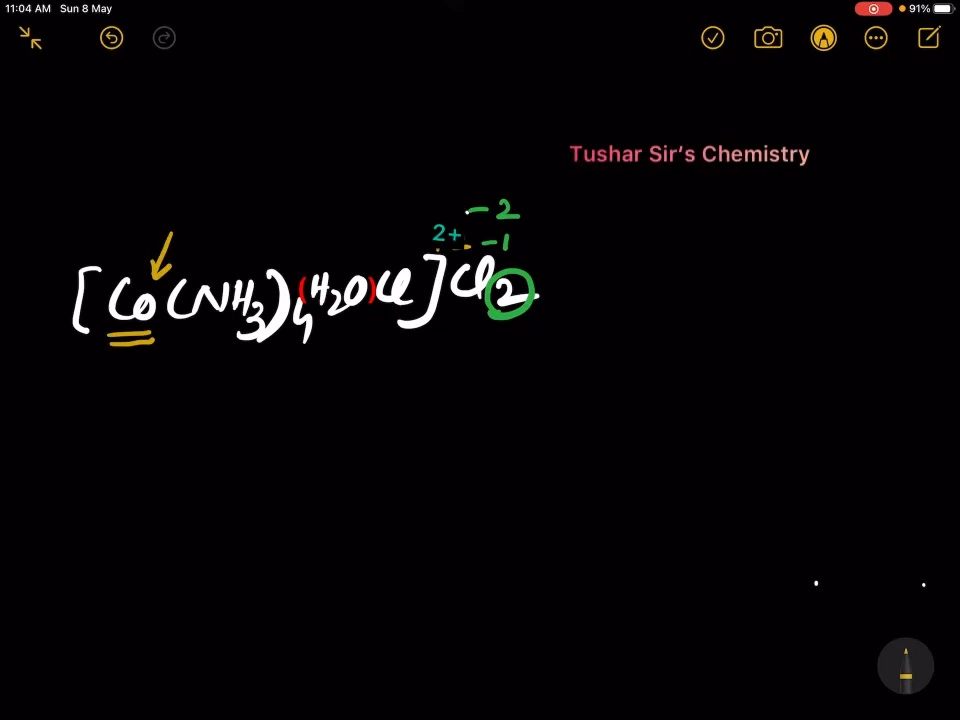 11:04 AM Sun 8 May 91%
Tushar Sir's Chemistry
- 2
2+ - 1
[Co(NH3)4(H2O)Cl]Cl2